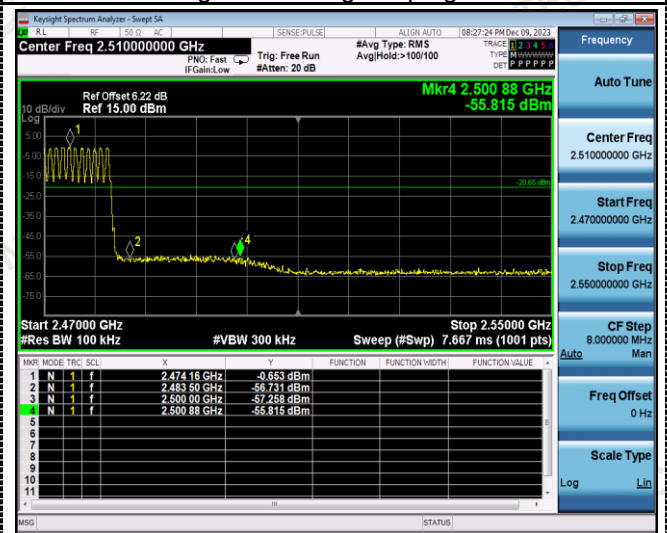 Keysight Spectrum Analyzer - Swept SA
RL RF 50 Ω AC SENSE:PULSE ALIGN AUTO 08:27:24 PM Dec 09, 2023
Center Freq 2.510000000 GHz
PNO: Fast
IFGain:Low
Trig: Free Run
#Atten: 20 dB
#Avg Type: RMS
Avg|Hold:>100/100
TRACE 1 2 3 4 5 6
TYPE M
DET P P P P P P
Frequency
Auto Tune
Center Freq
2.510000000 GHz
Start Freq
2.470000000 GHz
Stop Freq
2.550000000 GHz
CF Step
8.000000 MHz
Auto Man
Freq Offset
0 Hz
Scale Type
Log Lin
Ref Offset 6.22 dB
10 dB/div Ref 15.00 dBm
Log
Mkr4 2.500 88 GHz
-55.815 dBm
5.00
-5.00
-15.0
-25.0
-35.0
-45.0
-55.0
-65.0
-75.0
1
2
4
-20.65 dBm
Start 2.47000 GHz Stop 2.55000 GHz
#Res BW 100 kHz #VBW 300 kHz Sweep (#Swp) 7.667 ms (1001 pts)
MKR MODE TRC SCL X Y FUNCTION FUNCTION WIDTH FUNCTION VALUE
1 N 1 f 2.474 16 GHz -0.653 dBm
2 N 1 f 2.483 50 GHz -56.731 dBm
3 N 1 f 2.500 00 GHz -57.258 dBm
4 N 1 f 2.500 88 GHz -55.815 dBm
5
6
7
8
9
10
11
MSG STATUS